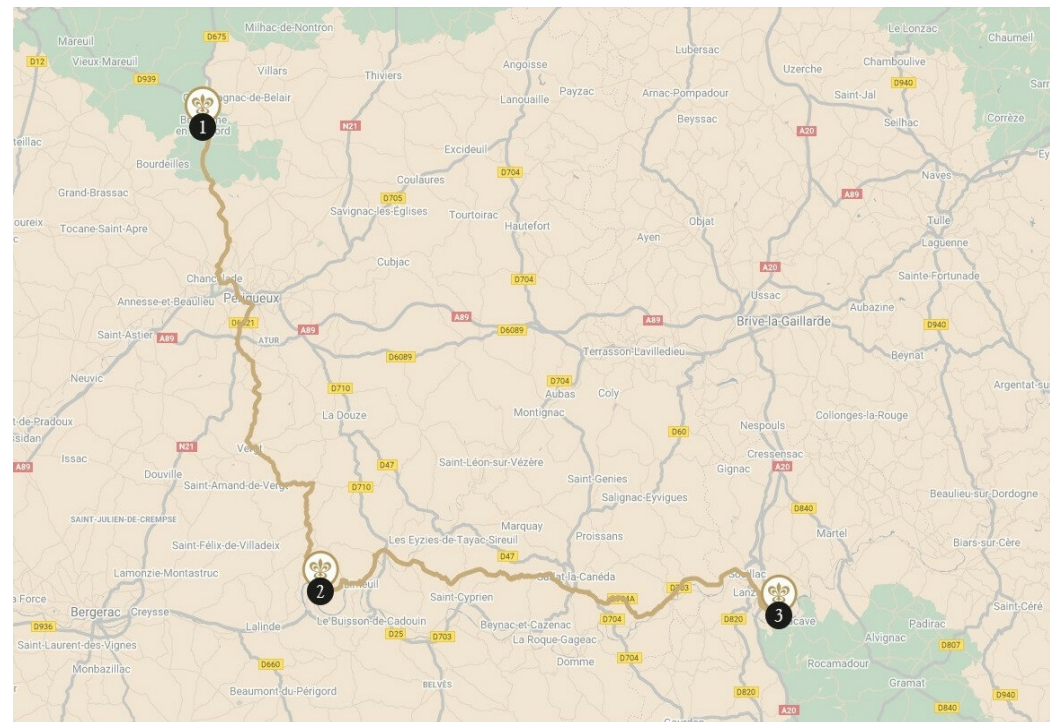 Milhac-de-Nontron
Le Lonzac
D675
Mareuil
Chaumeil
Lubersac
D12
Vieux-Mareuil
Villars
Angoisse
Chamboulive
Uzerche
D939
Thiviers
Payzac
D940
Lanouaille
Arnac-Pompadour
Saint-Jal
1
Beyssac
Seilhac
Corrèze
N21
A20
Excideuil
Bourdeilles
D704
Naves
Coulaures
Grand-Brassac
D705
A89
Savignac-les-Églises
Tourtoirac
Tulle
Tocane-Saint-Apre
Hautefort
Objat
Ayen
Laguenne
Cubjac
A20
Sainte-Fortunade
D704
Annesse-et-Beaulieu
Périgueux
Ussac
Aubazine
A89
A89
Brive-la-Gaillarde
D940
Saint-Astier
A89
A89
D6089
ATUR
Terrasson-Lavilledieu
D6089
Beynat
Neuvic
D710
D704
Aubas
Coly
Montignac
La Douze
Collonges-la-Rouge
Nespouls
D60
N21
Vergt
Cressensac
Issac
Saint-Léon-sur-Vézère
A89
D47
Gignac
A20
Douville
Saint-Genies
Saint-Amand-de-Vergt
D710
Salignac-Eyvigues
Beaulieu-sur-Dordogne
D840
SAINT-JULIEN-DE-CREMPSE
Marquay
Martel
Proissans
Les Eyzies-de-Tayac-Sireuil
Biars-sur-Cère
Saint-Félix-de-Villadeix
D47
Lamonzie-Montastruc
2
Saint-Cyprien
Bergerac
Creysse
Saint-Céré
3
D936
Lalinde
Le Buisson-de-Cadouin
Beynac-et-Cazenac
D704
D820
Padirac
D25
D703
Alvignac
D807
Saint-Laurent-des-Vignes
La Roque-Gageac
D704
Domme
Rocamadour
Monbazillac
D660
Gramat
BELVÈS
D820
D940
Beaumont-du-Périgord
A20
D840